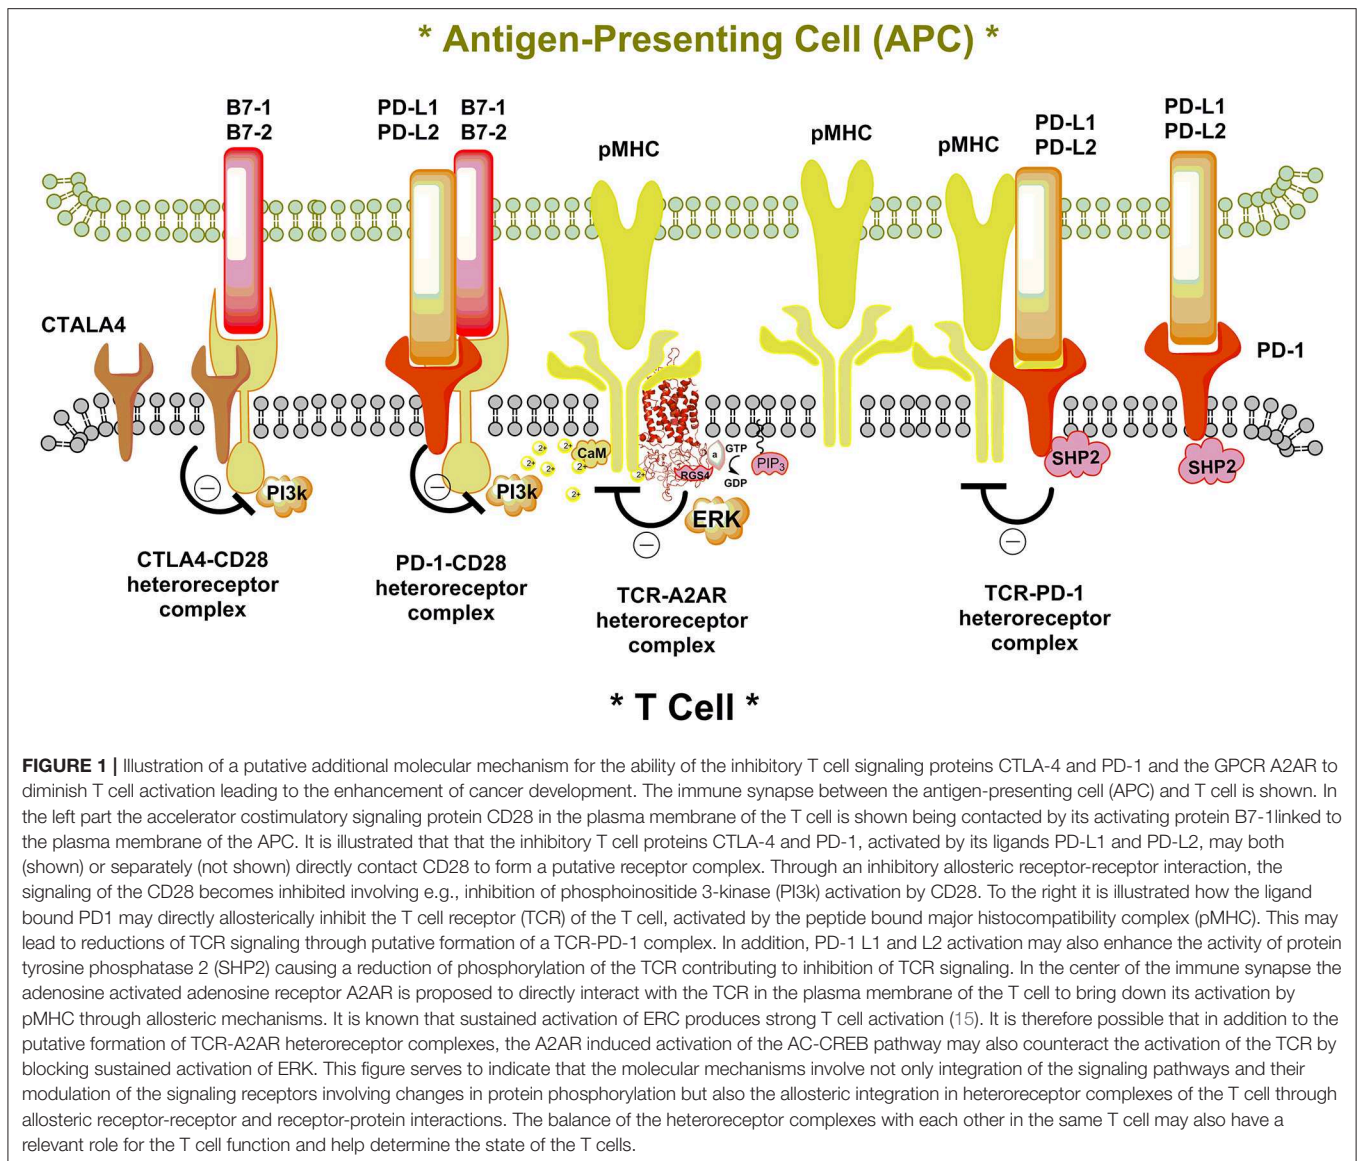 * Antigen-Presenting Cell (APC) *
B7-1
B7-2
PD-L1
PD-L2
B7-1
B7-2
pMHC
pMHC
pMHC
PD-L1
PD-L2
PD-L1
PD-L2
CTALA4
PD-1
PI3k
PI3k
2+
2+
2+
2+
2+
2+
2+
2+
CaM
2+
RGS4
a
GTP
GDP
PIP3
ERK
SHP2
SHP2
CTLA4-CD28
heteroreceptor
complex
PD-1-CD28
heteroreceptor
complex
TCR-A2AR
heteroreceptor
complex
TCR-PD-1
heteroreceptor
complex
* T Cell *
FIGURE 1 | Illustration of a putative additional molecular mechanism for the ability of the inhibitory T cell signaling proteins CTLA-4 and PD-1 and the GPCR A2AR to
diminish T cell activation leading to the enhancement of cancer development. The immune synapse between the antigen-presenting cell (APC) and T cell is shown. In
the left part the accelerator costimulatory signaling protein CD28 in the plasma membrane of the T cell is shown being contacted by its activating protein B7-1linked to
the plasma membrane of the APC. It is illustrated that that the inhibitory T cell proteins CTLA-4 and PD-1, activated by its ligands PD-L1 and PD-L2, may both
(shown) or separately (not shown) directly contact CD28 to form a putative receptor complex. Through an inhibitory allosteric receptor-receptor interaction, the
signaling of the CD28 becomes inhibited involving e.g., inhibition of phosphoinositide 3-kinase (PI3k) activation by CD28. To the right it is illustrated how the ligand
bound PD1 may directly allosterically inhibit the T cell receptor (TCR) of the T cell, activated by the peptide bound major histocompatibility complex (pMHC). This may
lead to reductions of TCR signaling through putative formation of a TCR-PD-1 complex. In addition, PD-1 L1 and L2 activation may also enhance the activity of protein
tyrosine phosphatase 2 (SHP2) causing a reduction of phosphorylation of the TCR contributing to inhibition of TCR signaling. In the center of the immune synapse the
adenosine activated adenosine receptor A2AR is proposed to directly interact with the TCR in the plasma membrane of the T cell to bring down its activation by
pMHC through allosteric mechanisms. It is known that sustained activation of ERC produces strong T cell activation (15). It is therefore possible that in addition to the
putative formation of TCR-A2AR heteroreceptor complexes, the A2AR induced activation of the AC-CREB pathway may also counteract the activation of the TCR by
blocking sustained activation of ERK. This figure serves to indicate that the molecular mechanisms involve not only integration of the signaling pathways and their
modulation of the signaling receptors involving changes in protein phosphorylation but also the allosteric integration in heteroreceptor complexes of the T cell through
allosteric receptor-receptor and receptor-protein interactions. The balance of the heteroreceptor complexes with each other in the same T cell may also have a
relevant role for the T cell function and help determine the state of the T cells.